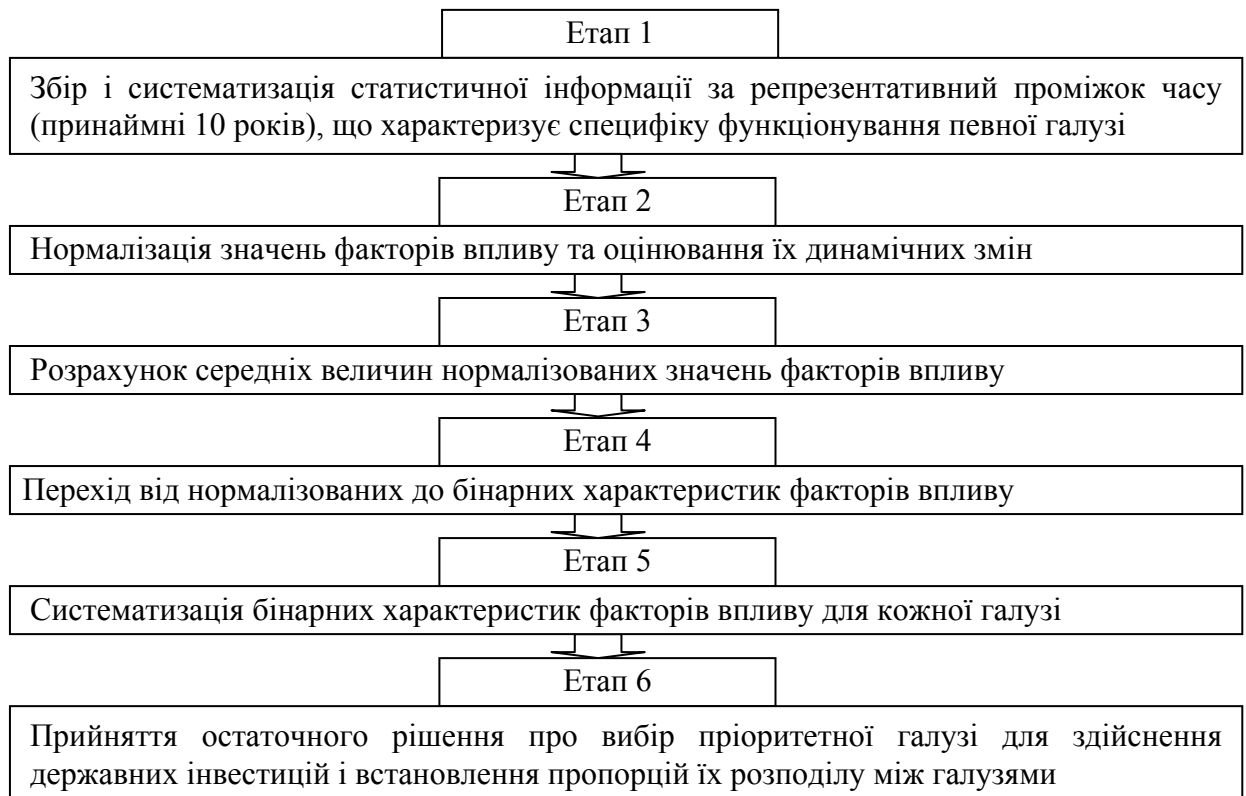 Етап 1
Збір і систематизація статистичної інформації за репрезентативний проміжок часу
(принаймні 10 років), що характеризує специфіку функціонування певної галузі
Етап 2
Нормалізація значень факторів впливу та оцінювання їх динамічних змін
Етап 3
Розрахунок середніх величин нормалізованих значень факторів впливу
Етап 4
Перехід від нормалізованих до бінарних характеристик факторів впливу
Етап 5
Систематизація бінарних характеристик факторів впливу для кожної галузі
Етап 6
Прийняття остаточного рішення про вибір пріоритетної галузі для здійснення
державних інвестицій і встановлення пропорцій їх розподілу між галузями